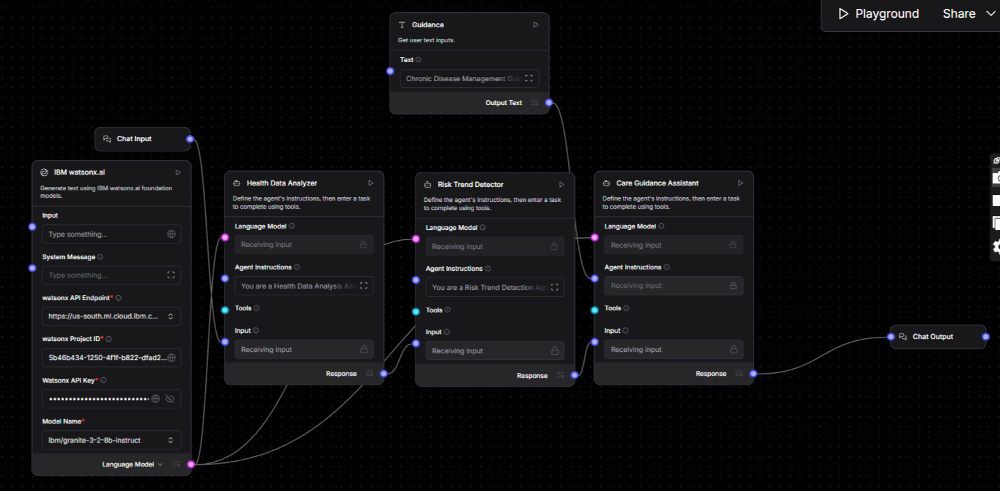 Playground
Share
Guidance
Get user text inputs.
Text
Chronic Disease Management
Output Text
Chat Input
IBM watsonx.ai
Generate text using IBM watsonx.ai foundation
models.
Input
Type something...
System Message
Type something...
watsonx API Endpoint*
https://us-south.ml.cloud.ibm.c...
watsonx Project ID*
5b46b434-1250-4f1f-b822-dfad2...
Watsonx API Key*
Model Name*
ibm/granite-3-2-8b-instruct
Language Model
Health Data Analyzer
Define the agent's instructions, then enter a task
to complete using tools.
Language Model
Receiving input
Agent Instructions
You are a Health Data Analysis
Tools
Input
Receiving input
Response
Risk Trend Detector
Define the agent's instructions, then enter a task
to complete using tools.
Language Model
Receiving input
Agent Instructions
You are a Risk Trend Detection
Tools
Input
Receiving input
Response
Care Guidance Assistant
Define the agent's instructions, then enter a task
to complete using tools.
Language Model
Receiving input
Agent Instructions
Receiving input
Tools
Input
Receiving input
Response
Chat Output